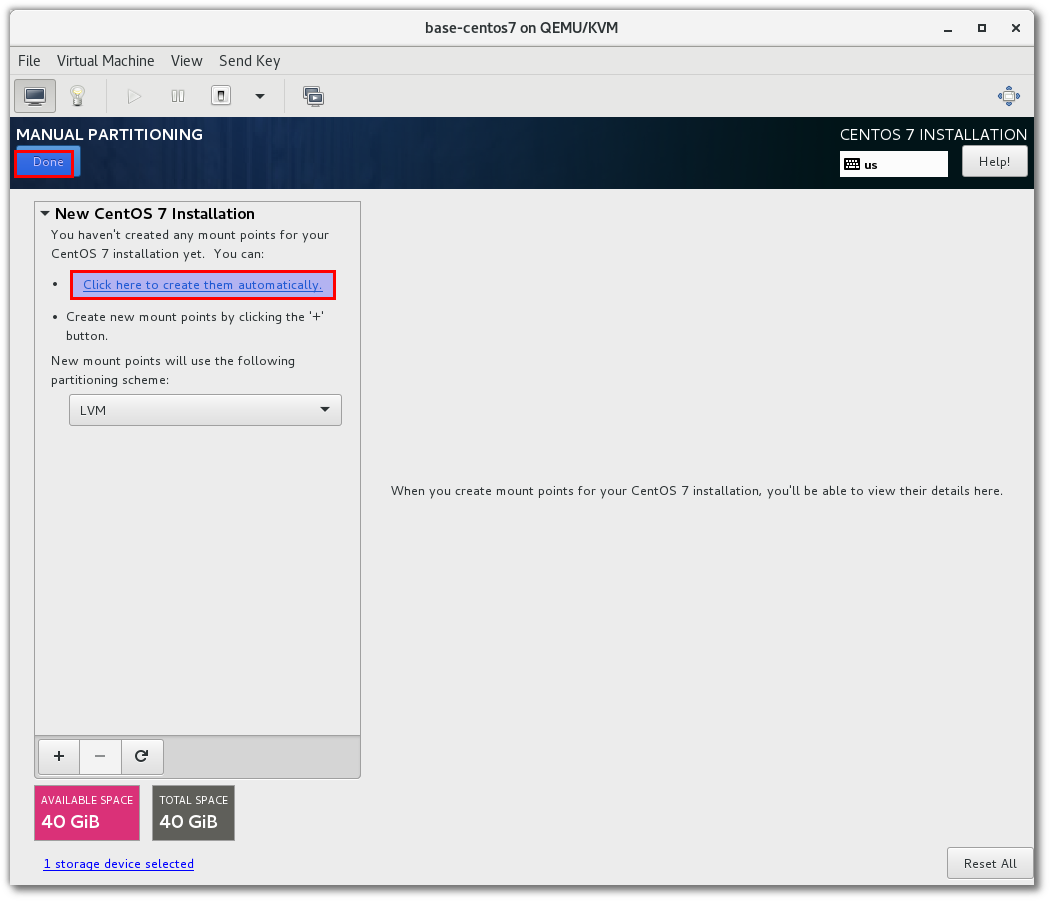 base-centos7 on QEMU/KVM
File Virtual Machine View Send Key
MANUAL PARTITIONING
CENTOS 7 INSTALLATION
Done
us
Help!
New CentOS 7 Installation
You haven't created any mount points for your
CentOS 7 installation yet. You can:
• Click here to create them automatically.
• Create new mount points by clicking the '+'
button.
New mount points will use the following
partitioning scheme:
LVM
When you create mount points for your CentOS 7 installation, you'll be able to view their details here.
+ −
AVAILABLE SPACE
40 GiB
TOTAL SPACE
40 GiB
1 storage device selected
Reset All